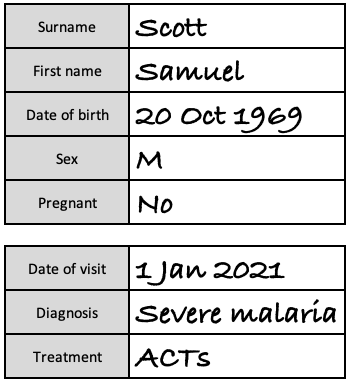 Surname Scott
First name Samuel
Date of birth 20 Oct 1969
Sex M
Pregnant No
Date of visit 1 Jan 2021
Diagnosis Severe malaria
Treatment ACTs